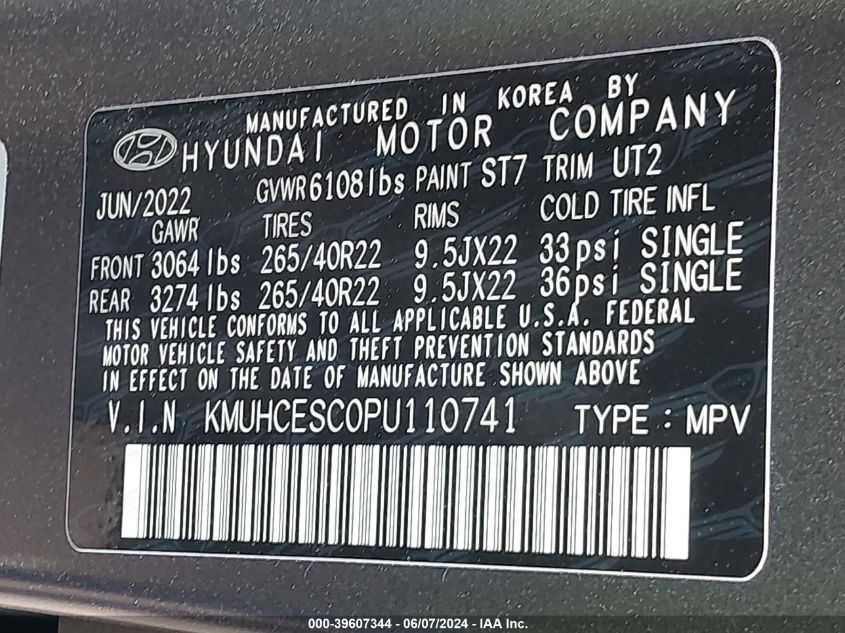 MANUFACTURED IN KOREA BY
HYUNDAI MOTOR COMPANY
JUN/2022 GVWR 6108 lbs PAINT ST7 TRIM UT2
GAWR TIRES RIMS COLD TIRE INFL
FRONT 3064 lbs 265/40R22 9.5JX22 33psi SINGLE
REAR 3274 lbs 265/40R22 9.5JX22 36psi SINGLE
THIS VEHICLE CONFORMS TO ALL APPLICABLE U.S.A. FEDERAL
MOTOR VEHICLE SAFETY AND THEFT PREVENTION STANDARDS
IN EFFECT ON THE DATE OF MANUFACTURE SHOWN ABOVE
V.I.N KMUHCESC0PU110741 TYPE : MPV
000-39607344 - 06/07/2024 - IAA Inc.